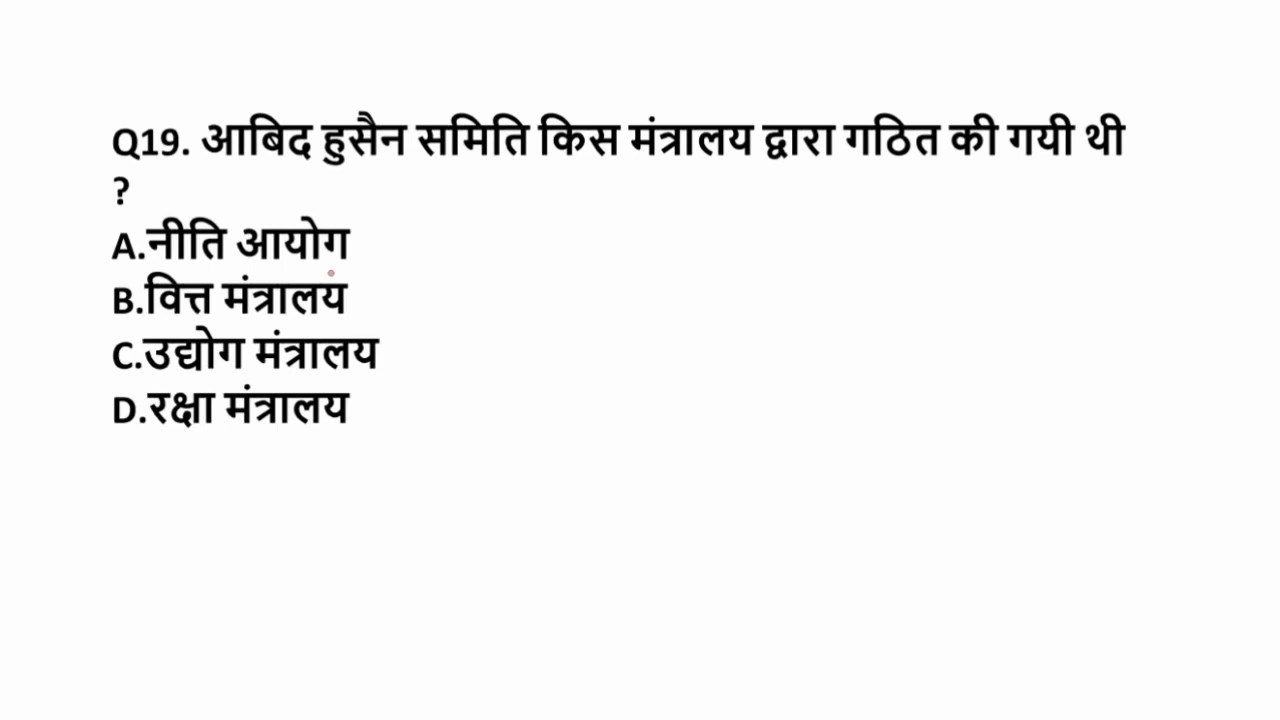 Q19. आबिद हुसैन समिति किस मंत्रालय द्वारा गठित की गयी थी
?
A.नीति आयोग
B.वित्त मंत्रालय
C.उद्योग मंत्रालय
D.रक्षा मंत्रालय